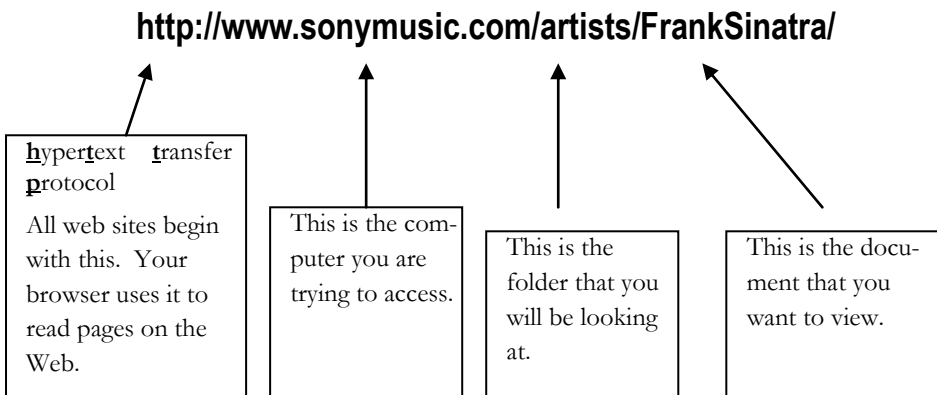 http://www.sonymusic.com/artists/FrankSinatra/
hypertext transfer
protocol
All web sites begin
with this. Your
browser uses it to
read pages on the
Web.
This is the com-
puter you are
trying to access.
This is the
folder that you
will be looking
at.
This is the docu-
ment that you
want to view.